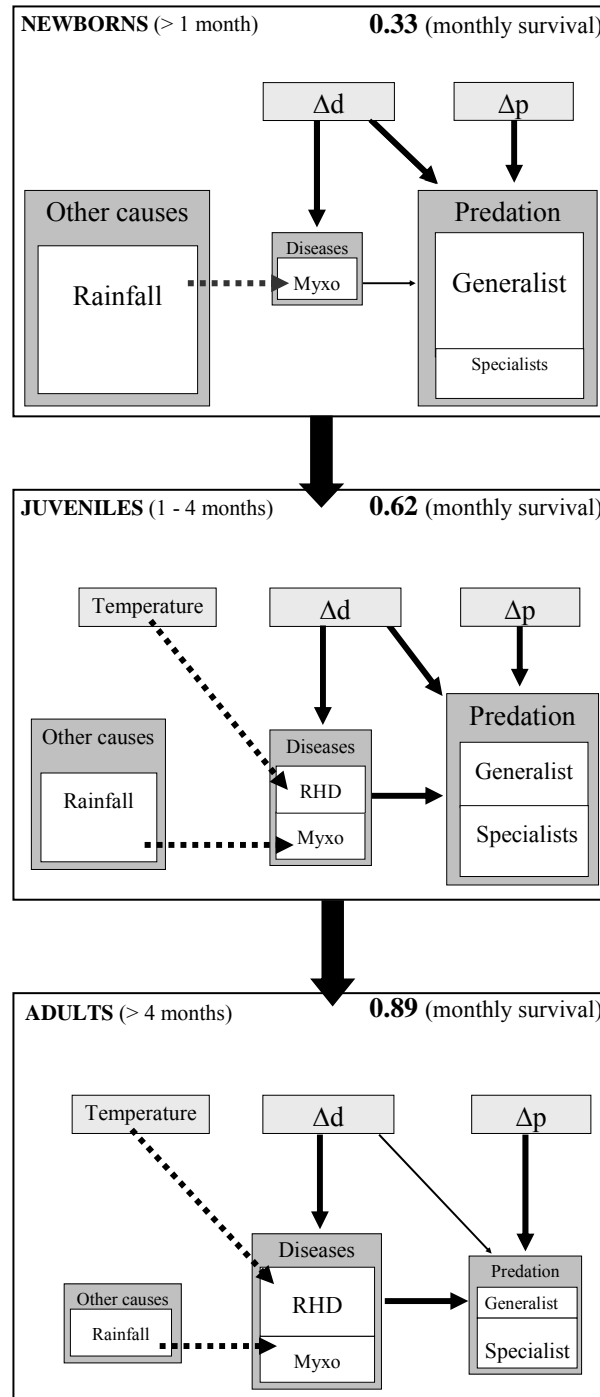 NEWBORNS (> 1 month) 0.33 (monthly survival)
Δd Δp
Other causes Predation
Diseases
Rainfall Myxo Generalist
Specialists
JUVENILES (1 - 4 months) 0.62 (monthly survival)
Temperature Δd Δp
Other causes Diseases Predation
Rainfall RHD Generalist
Myxo Specialists
ADULTS (> 4 months) 0.89 (monthly survival)
Temperature Δd Δp
Diseases Predation
Other causes RHD Generalist
Rainfall Myxo Specialist